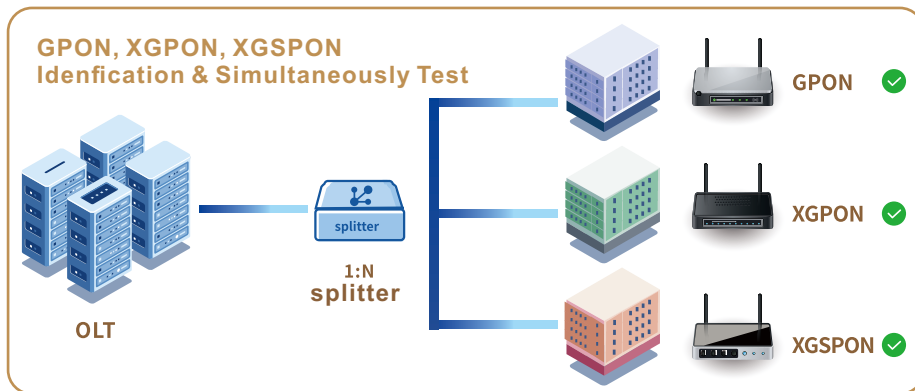 GPON, XGPON, XGSPON
Idenfication & Simultaneously Test
GPON
splitter
XGPON
1:N
splitter
OLT
XGSPON